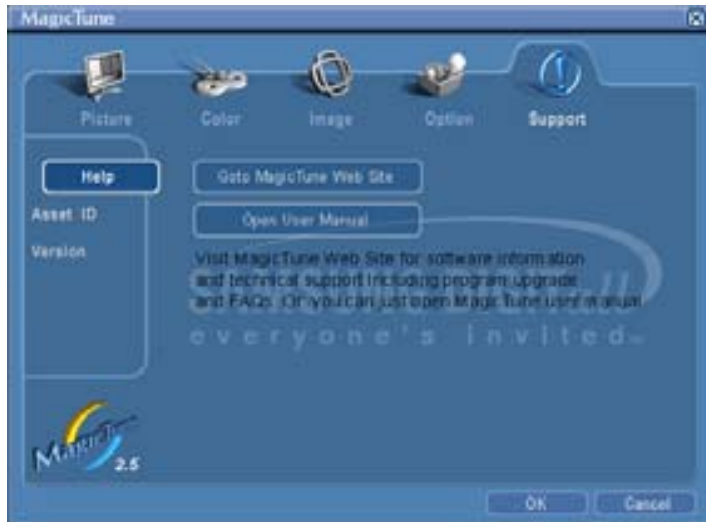 MagicTune
Picture Color Image Option Support
Help
Asset ID
Version
Goto MagicTune Web Site
Open User Manual
Visit MagicTune Web Site for software information
and technical support including program upgrade
and FAQs. Or you can just open MagicTune user manual
everyone's invited
MagicTune
2.5
OK Cancel